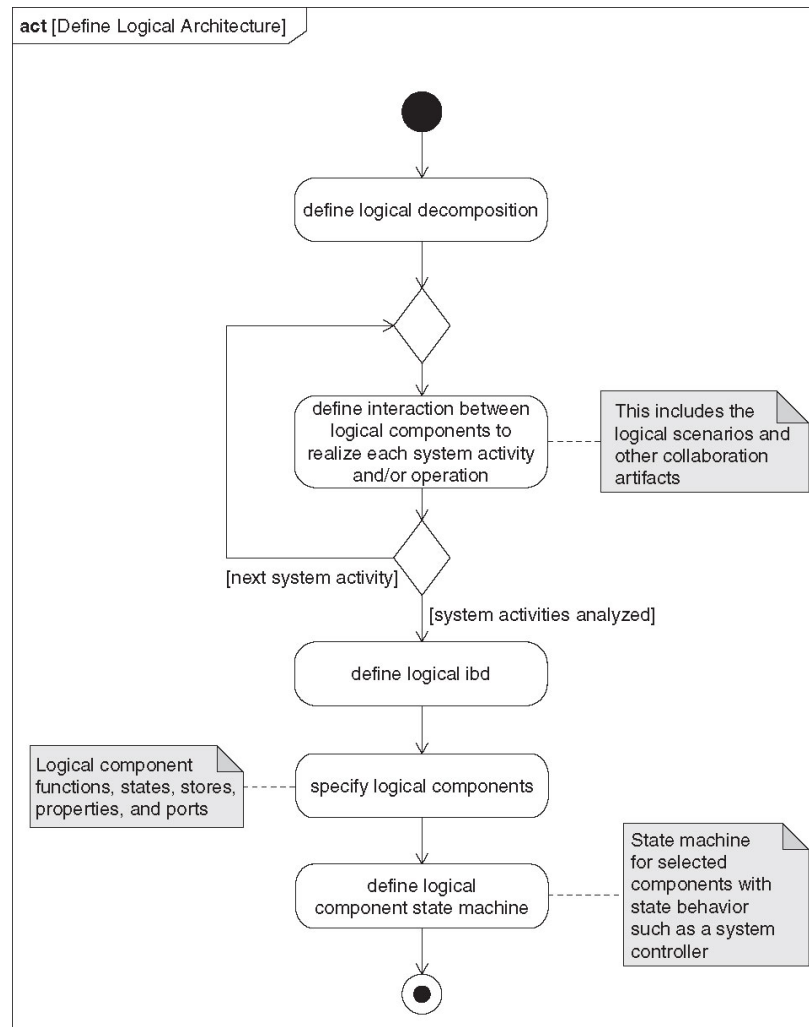 act [Define Logical Architecture]
define logical decomposition
define interaction between
logical components to
realize each system activity
and/or operation
This includes the
logical scenarios and
other collaboration
artifacts
[next system activity]
[system activities analyzed]
define logical ibd
Logical component
functions, states, stores,
properties, and ports
specify logical components
define logical
component state machine
State machine
for selected
components with
state behavior
such as a system
controller